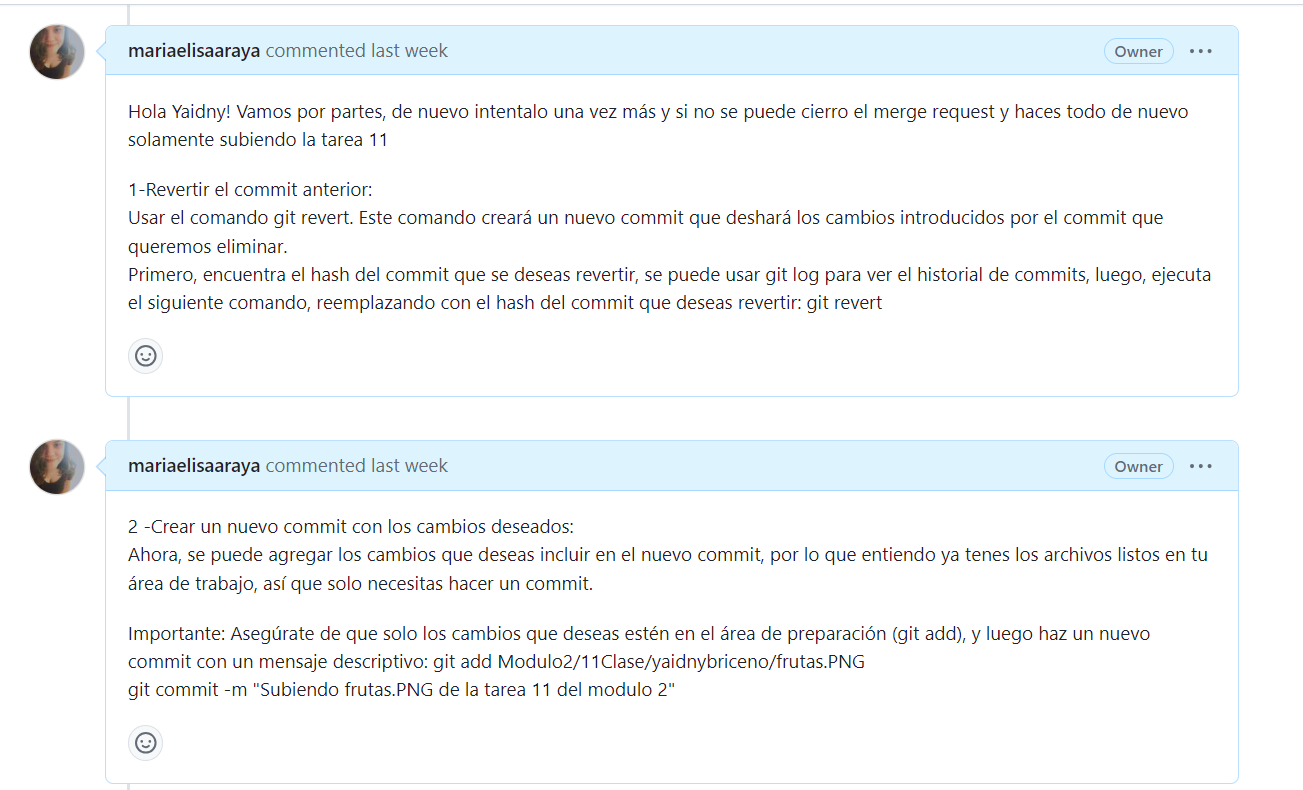 mariaelisaaraya commented last week
Owner
Hola Yaidny! Vamos por partes, de nuevo intentalo una vez más y si no se puede cierro el merge request y haces todo de nuevo
solamente subiendo la tarea 11
1-Revertir el commit anterior:
Usar el comando git revert. Este comando creará un nuevo commit que deshará los cambios introducidos por el commit que
queremos eliminar.
Primero, encuentra el hash del commit que se deseas revertir, se puede usar git log para ver el historial de commits, luego, ejecuta
el siguiente comando, reemplazando con el hash del commit que deseas revertir: git revert
mariaelisaaraya commented last week
Owner
2 -Crear un nuevo commit con los cambios deseados:
Ahora, se puede agregar los cambios que deseas incluir en el nuevo commit, por lo que entiendo ya tenes los archivos listos en tu
área de trabajo, así que solo necesitas hacer un commit.
Importante: Asegúrate de que solo los cambios que deseas estén en el área de preparación (git add), y luego haz un nuevo
commit con un mensaje descriptivo: git add Modulo2/11Clase/yaidnybriceno/frutas.PNG
git commit -m "Subiendo frutas.PNG de la tarea 11 del modulo 2"